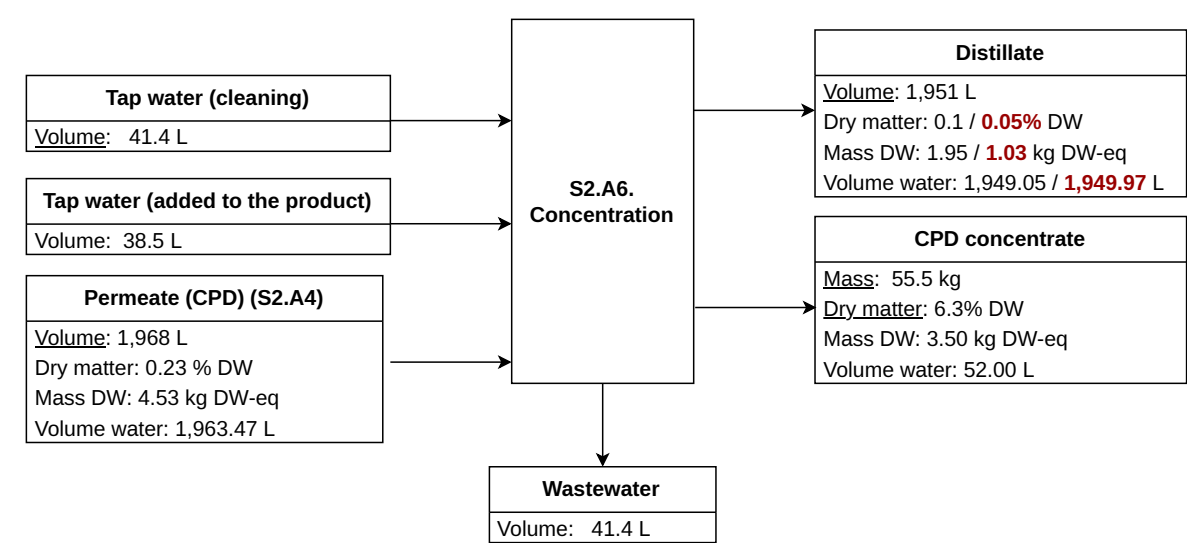 Tap water (cleaning)
Volume: 41.4 L
Tap water (added to the product)
Volume: 38.5 L
Permeate (CPD) (S2.A4)
Volume: 1,968 L
Dry matter: 0.23 % DW
Mass DW: 4.53 kg DW-eq
Volume water: 1,963.47 L
S2.A6.
Concentration
Distillate
Volume: 1,951 L
Dry matter: 0.1 / 0.05% DW
Mass DW: 1.95 / 1.03 kg DW-eq
Volume water: 1,949.05 / 1,949.97 L
CPD concentrate
Mass: 55.5 kg
Dry matter: 6.3% DW
Mass DW: 3.50 kg DW-eq
Volume water: 52.00 L
Wastewater
Volume: 41.4 L